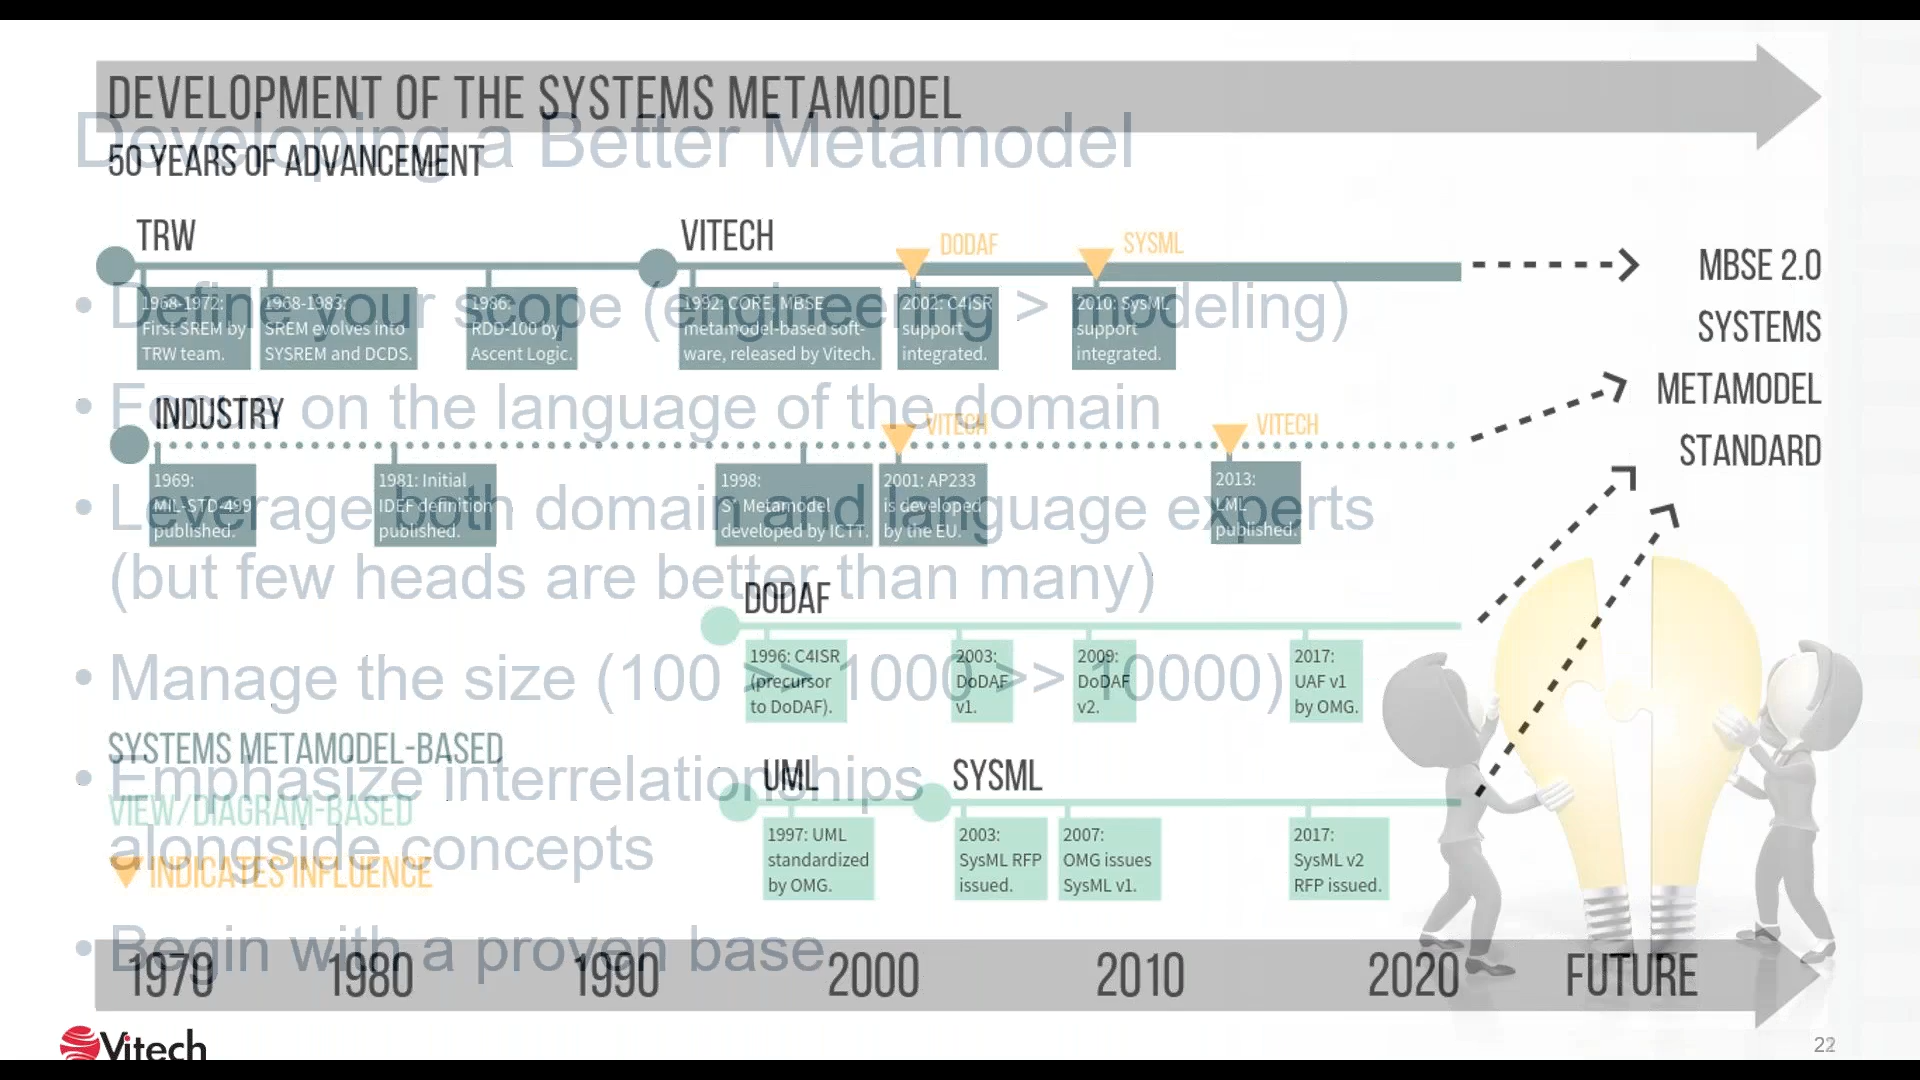 DEVELOPMENT OF THE SYSTEMS METAMODEL
50 YEARS OF ADVANCEMENT
Developing a Better Metamodel
TRW
VITECH
DODAF
SYSML
1968-1972:
First SREM by
TRW team.
1968-1983:
SREM evolves into
SYSREM and DCDS.
1986:
RDD-100 by
Ascent Logic.
1992: CORE, MBSE
metamodel-based soft-
ware, released by Vitech.
2002: C4ISR
support
integrated.
2010: SysML
support
integrated.
MBSE 2.0
SYSTEMS
METAMODEL
STANDARD
• Define your scope (engineering > modeling)
• Focus on the language of the domain
• Leverage both domain and language experts
(but few heads are better than many)
• Manage the size (100 >> 1000 >> 10000)
• Emphasize interrelationships
alongside concepts
• Begin with a proven base
INDUSTRY
VITECH
VITECH
1969:
MIL-STD-499
published.
1981: Initial
IDEF definition
published.
1998:
S* Metamodel
developed by ICTT.
2001: AP233
is developed
by the EU.
2013:
LML
published.
DODAF
1996: C4ISR
(precursor
to DoDAF).
2003:
DoDAF
v1.
2009:
DoDAF
v2.
2017:
UAF v1
by OMG.
SYSTEMS METAMODEL-BASED
VIEW/DIAGRAM-BASED
INDICATES INFLUENCE
UML
SYSML
1997: UML
standardized
by OMG.
2003:
SysML RFP
issued.
2007:
OMG issues
SysML v1.
2017:
SysML v2
RFP issued.
1970 1980 1990 2000 2010 2020 FUTURE
Vitech